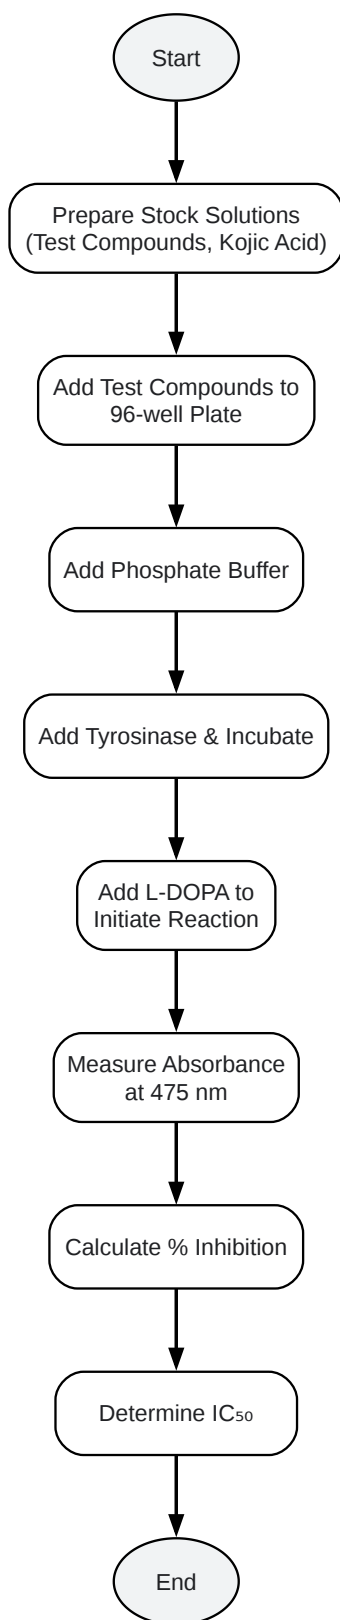 Start
Prepare Stock Solutions
(Test Compounds, Kojic Acid)
Add Test Compounds to
96-well Plate
Add Phosphate Buffer
Add Tyrosinase & Incubate
Add L-DOPA to
Initiate Reaction
Measure Absorbance
at 475 nm
Calculate % Inhibition
Determine IC₅₀
End